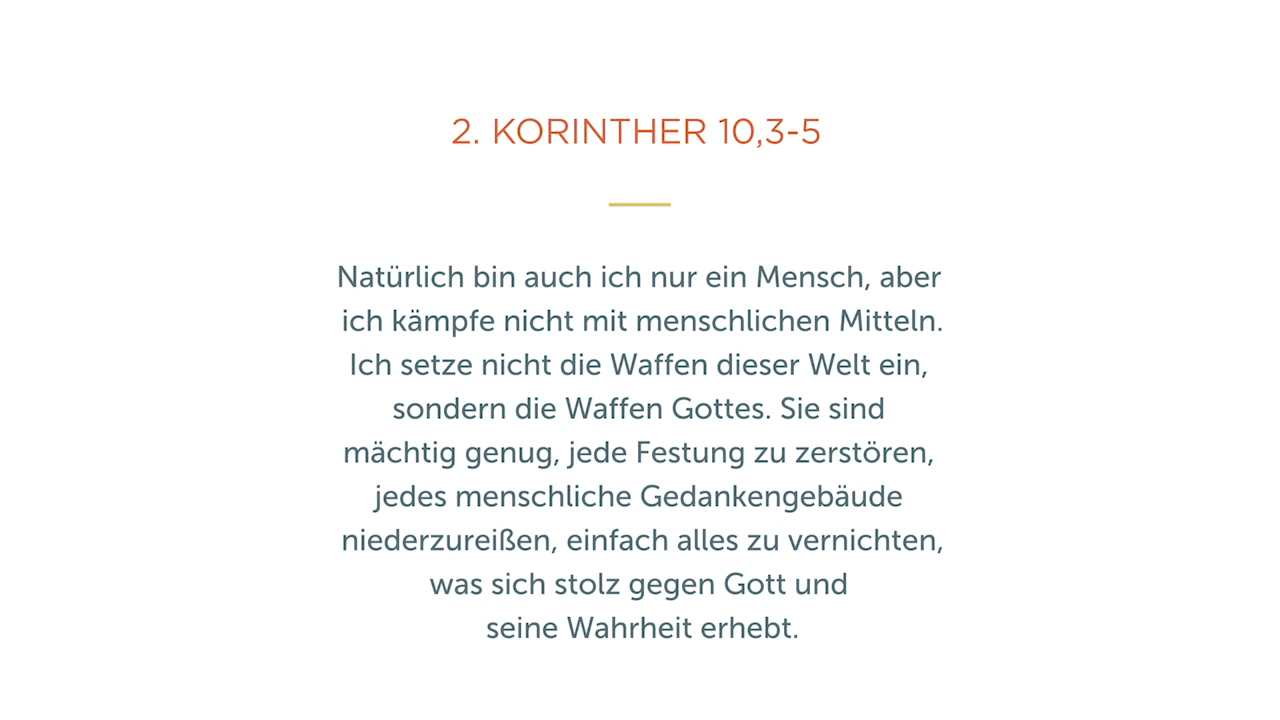 2. KORINTHER 10,3-5
Natürlich bin auch ich nur ein Mensch, aber
ich kämpfe nicht mit menschlichen Mitteln.
Ich setze nicht die Waffen dieser Welt ein,
sondern die Waffen Gottes. Sie sind
mächtig genug, jede Festung zu zerstören,
jedes menschliche Gedankengebäude
niederzureißen, einfach alles zu vernichten,
was sich stolz gegen Gott und
seine Wahrheit erhebt.